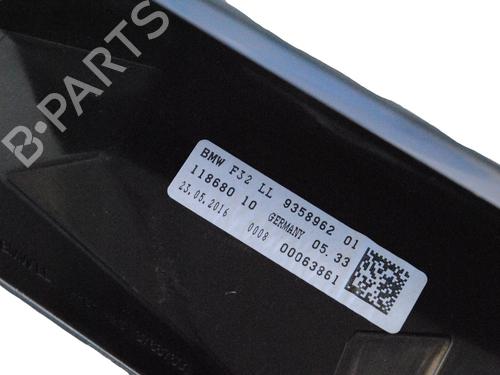 B-PARTS
BMW F32 LL 9358962 01
118680 10 GERMANY 05.33
23.05.2016 0008 00063861